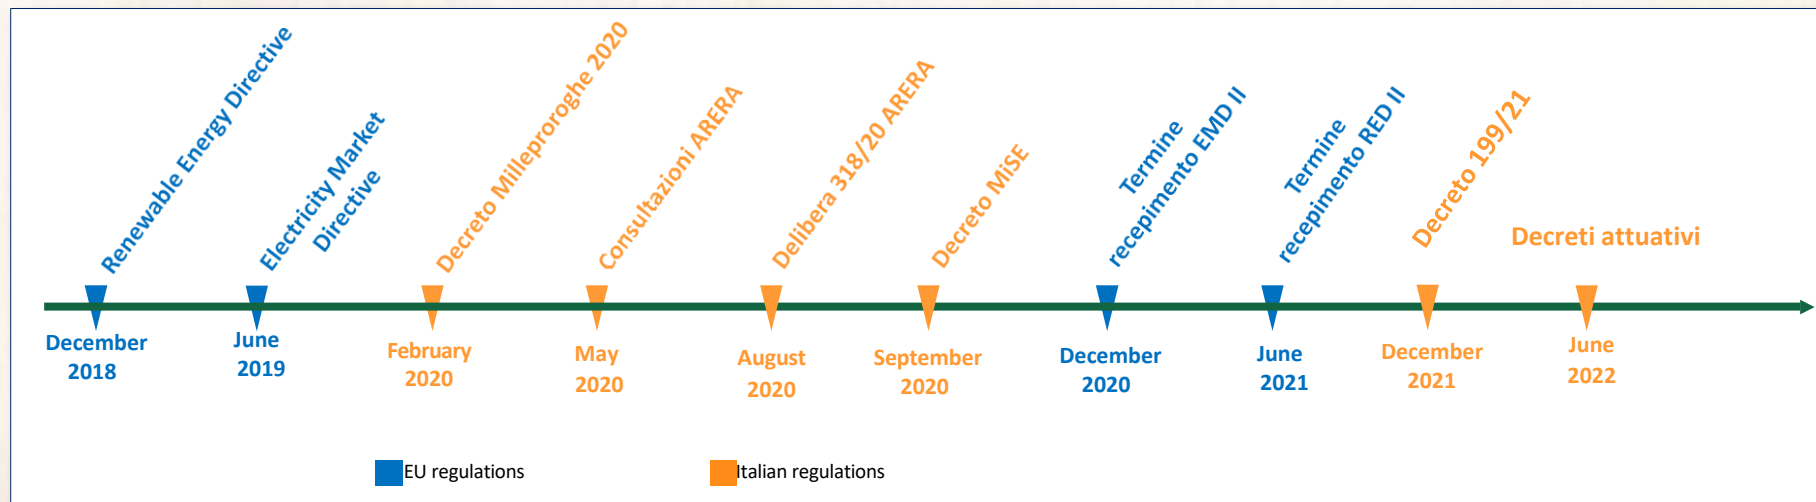 Renewable Energy Directive
Electricity Market
Directive
Decreto Milleproroghe 2020
Consultazioni ARERA
Delibera 318/20 ARERA
Decreto MiSE
Termine
recepimento EMD II
Termine
recepimento RED II
Decreto 199/21
Decreti attuativi
December
2018
June
2019
February
2020
May
2020
August
2020
September
2020
December
2020
June
2021
December
2021
June
2022
EU regulations
Italian regulations